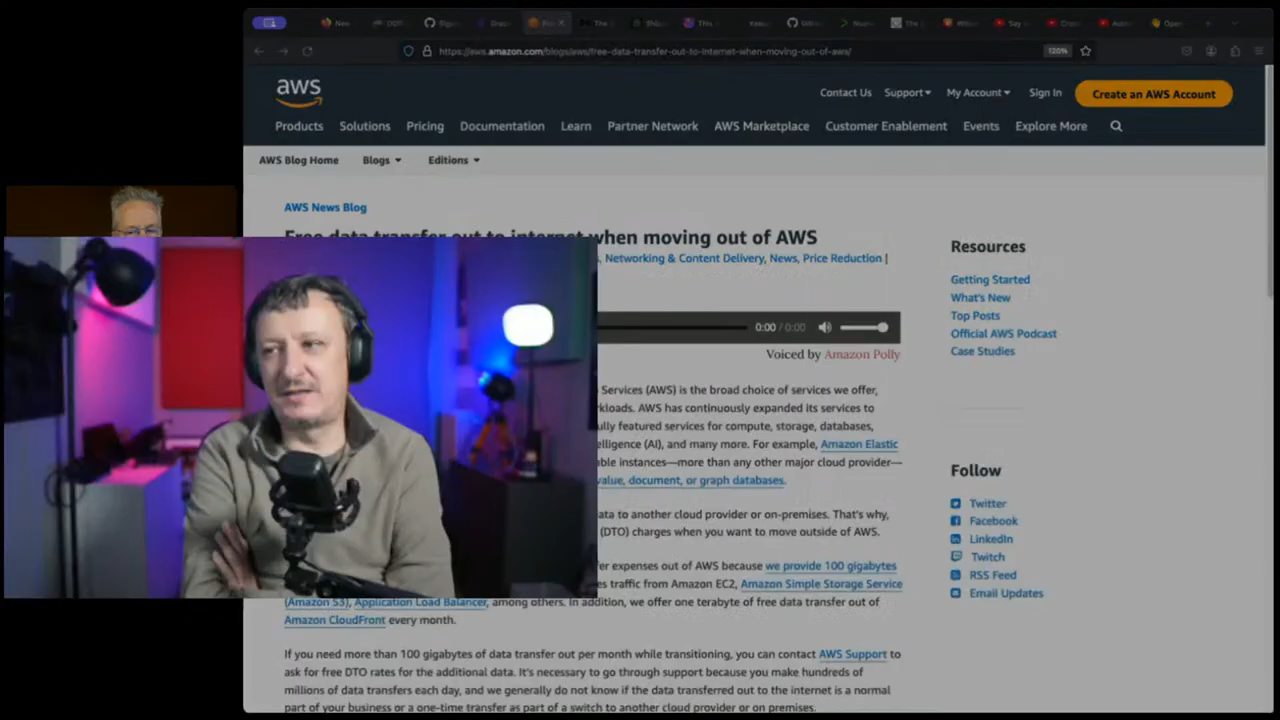 https://aws.amazon.com/blogs/aws/free-data-transfer-out-to-internet-when-moving-out-of-aws/
120%
aws
Contact Us Support My Account Sign In Create an AWS Account
Products Solutions Pricing Documentation Learn Partner Network AWS Marketplace Customer Enablement Events Explore More
AWS Blog Home Blogs Editions
AWS News Blog
Free data transfer out to internet when moving out of AWS
, Networking & Content Delivery, News, Price Reduction |
0:00 / 0:00
Voiced by Amazon Polly
Services (AWS) is the broad choice of services we offer,
rkloads. AWS has continuously expanded its services to
fully featured services for compute, storage, databases,
telligence (AI), and many more. For example, Amazon Elastic
ble instances—more than any other major cloud provider—
value, document, or graph databases.
ata to another cloud provider or on-premises. That's why,
(DTO) charges when you want to move outside of AWS.
fer expenses out of AWS because we provide 100 gigabytes
es traffic from Amazon EC2, Amazon Simple Storage Service
(Amazon S3), Application Load Balancer, among others. In addition, we offer one terabyte of free data transfer out of
Amazon CloudFront every month.
If you need more than 100 gigabytes of data transfer out per month while transitioning, you can contact AWS Support to
ask for free DTO rates for the additional data. It's necessary to go through support because you make hundreds of
millions of data transfers each day, and we generally do not know if the data transferred out to the internet is a normal
part of your business or a one-time transfer as part of a switch to another cloud provider or on premises.
Resources
Getting Started
What's New
Top Posts
Official AWS Podcast
Case Studies
Follow
Twitter
Facebook
LinkedIn
Twitch
RSS Feed
Email Updates